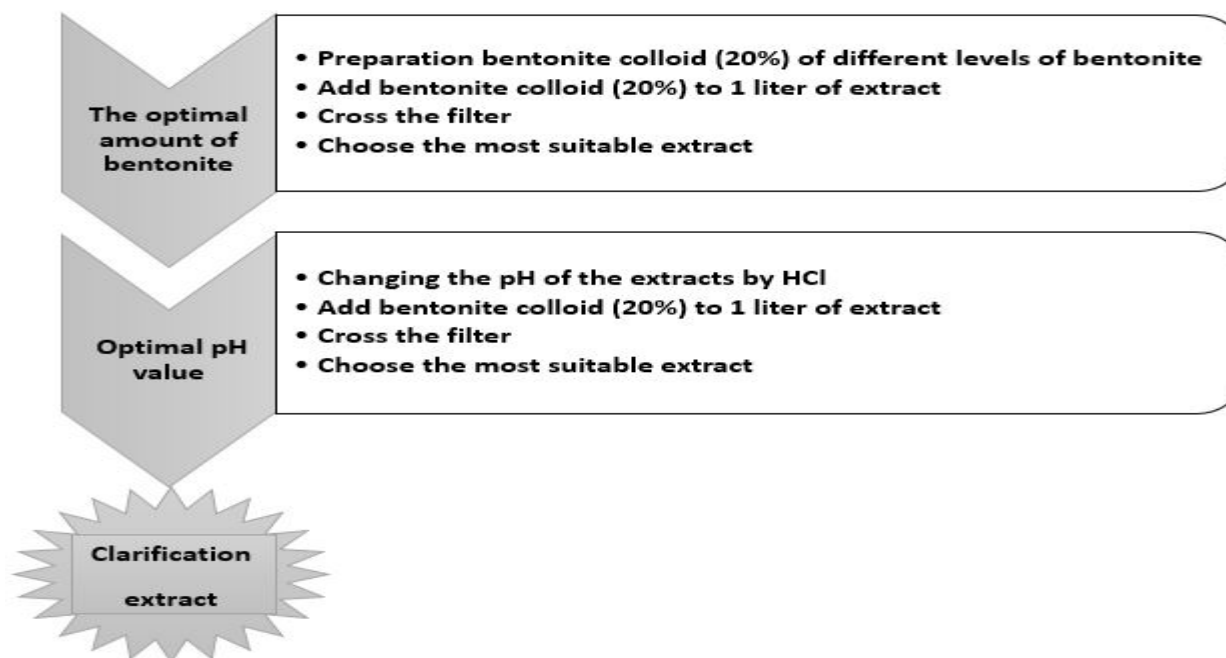 The optimal
amount of
bentonite
• Preparation bentonite colloid (20%) of different levels of bentonite
• Add bentonite colloid (20%) to 1 liter of extract
• Cross the filter
• Choose the most suitable extract
Optimal pH
value
• Changing the pH of the extracts by HCl
• Add bentonite colloid (20%) to 1 liter of extract
• Cross the filter
• Choose the most suitable extract
Clarification
extract